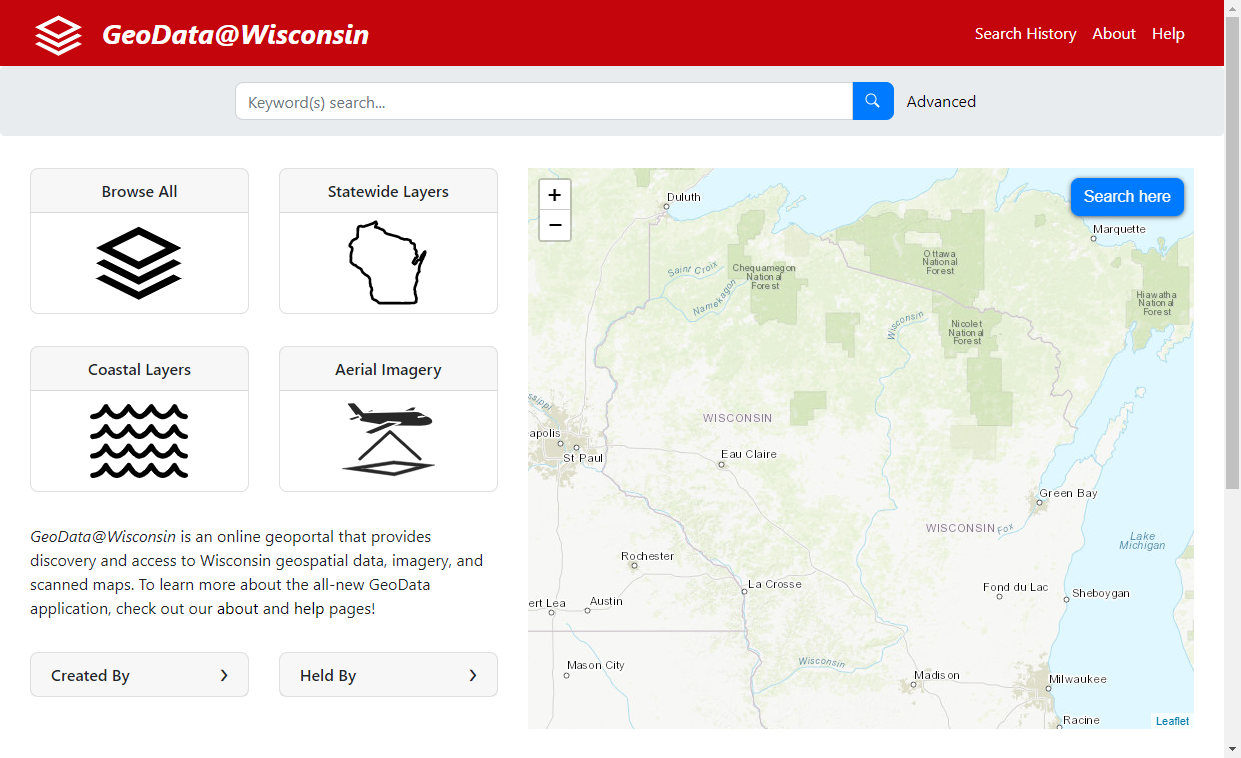 GeoData@Wisconsin
Search History About Help
Keyword(s) search...
Advanced
Browse All
Statewide Layers
Coastal Layers
Aerial Imagery
GeoData@Wisconsin is an online geoportal that provides
discovery and access to Wisconsin geospatial data, imagery, and
scanned maps. To learn more about the all-new GeoData
application, check out our about and help pages!
Created By
Held By
+
−
Search here
Duluth
Marquette
Ottawa
National
Forest
Saint Croix
Chequamegon
National
Forest
Namekagon
Hiawatha
National
Forest
Wisconsin
Nicolet
National
Forest
ssippi
WISCONSIN
apolis
St Paul
Eau Claire
Green Bay
WISCONSIN
Fox
Lake
Michigan
Rochester
La Crosse
Fond du Lac
Sheboygan
ert Lea
Austin
Mason City
Wisconsin
Madison
Milwaukee
Racine
Leaflet